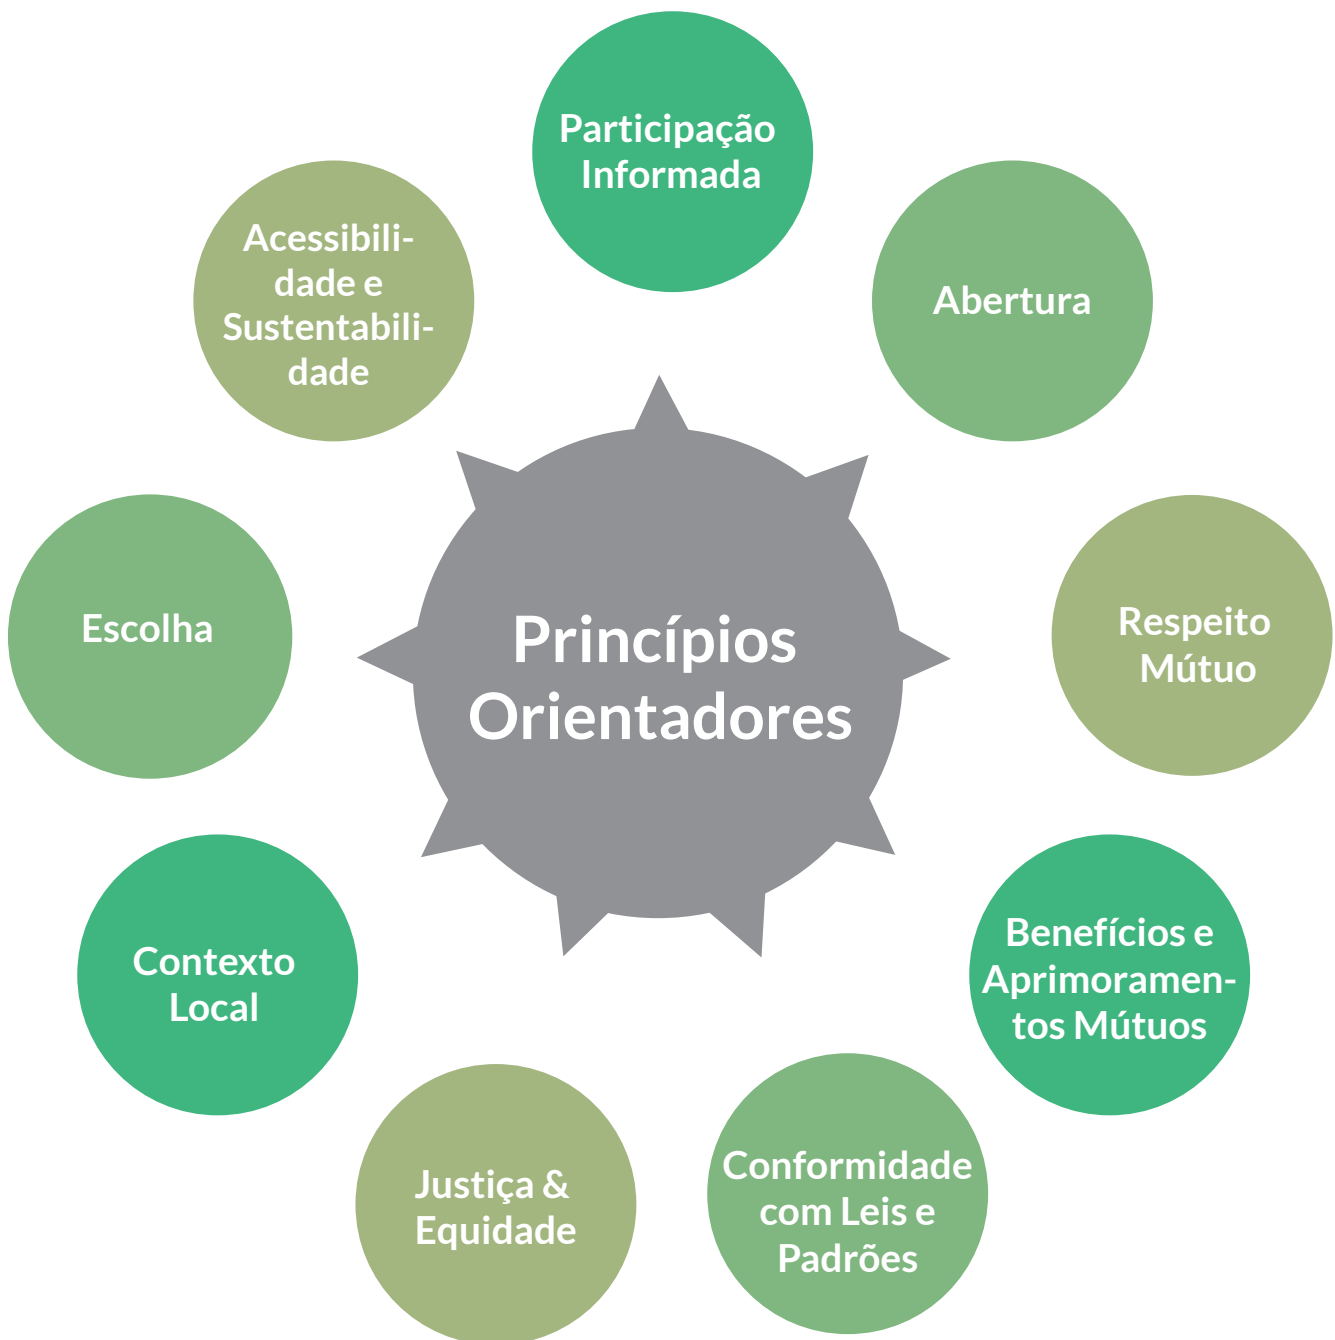 Participação
Informada
Abertura
Respeito
Mútuo
Benefícios e
Aprimoramen-
tos Mútuos
Conformidade
com Leis e
Padrões
Justiça &
Equidade
Contexto
Local
Escolha
Acessibili-
dade e
Sustentabili-
dade
Princípios
Orientadores